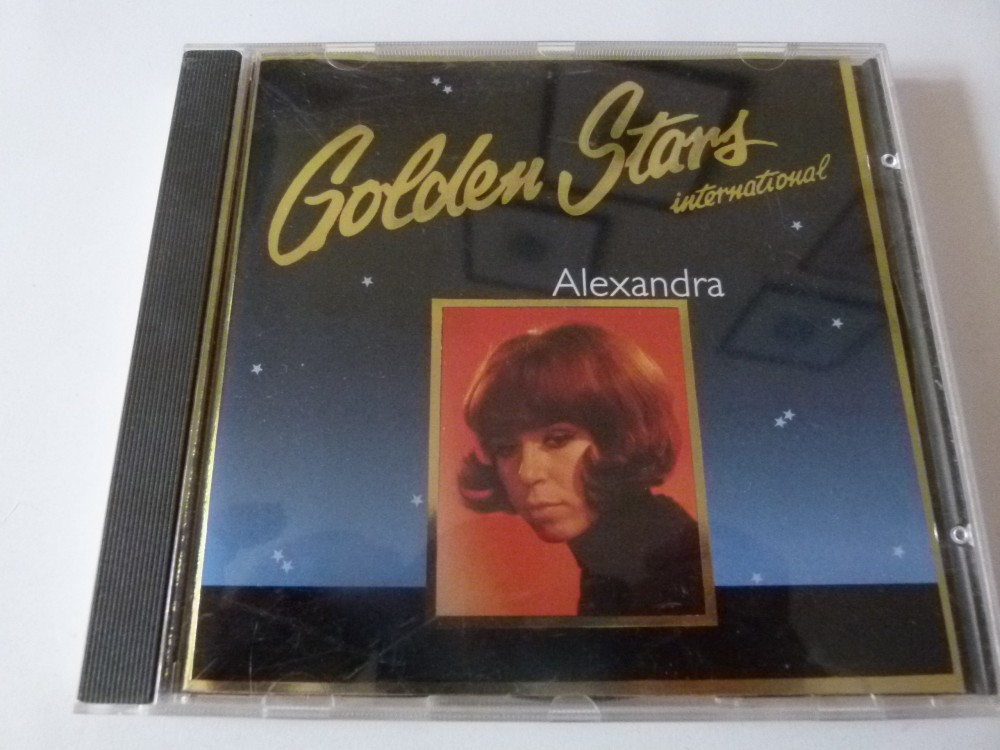 Golden Stars
international
Alexandra